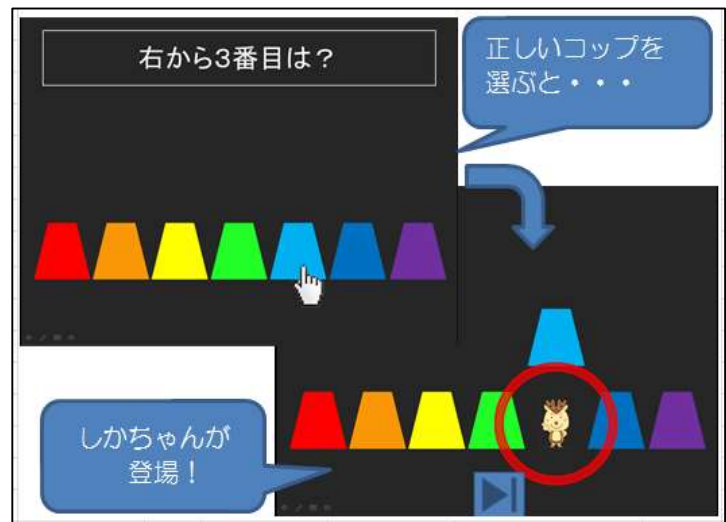 右から3番目は？
正しいコップを
選ぶと・・・
しかちゃんが
登場！